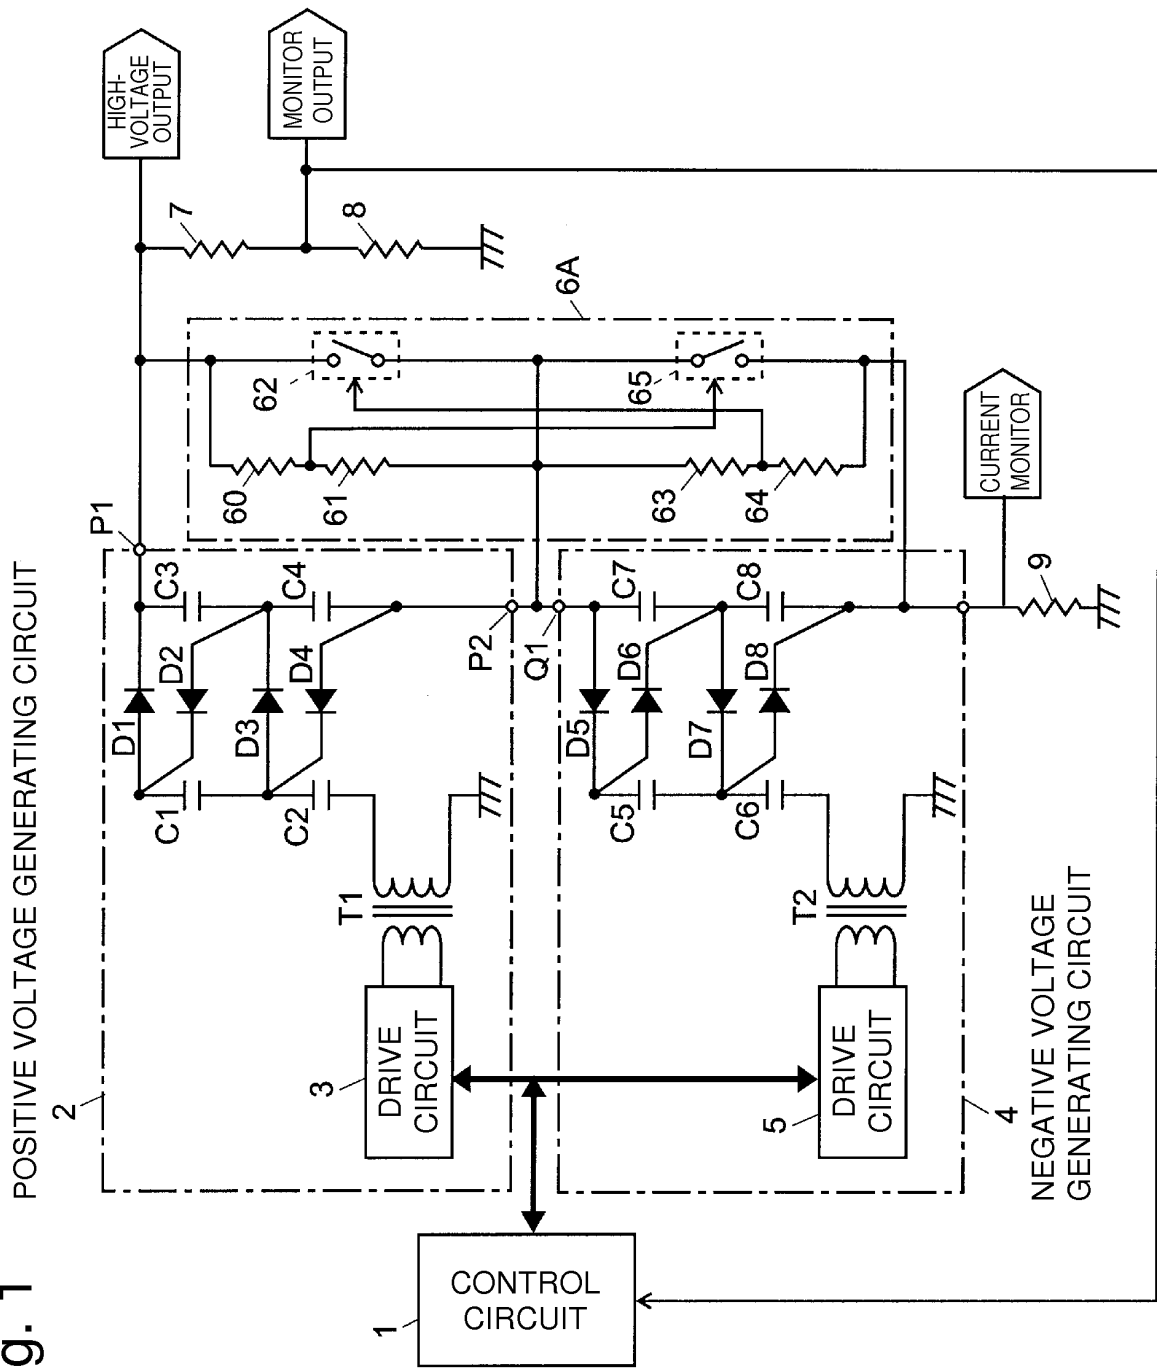 g. 1
POSITIVE VOLTAGE GENERATING CIRCUIT
2
P1
HIGH-
VOLTAGE
OUTPUT
MONITOR
OUTPUT
7
8
6A
D1
C1
D2
C3
D3
C2
D4
C4
T1
3
DRIVE
CIRCUIT
P2
Q1
60
61
62
63
64
65
D5
C5
D6
C7
D7
C6
D8
C8
T2
5
DRIVE
CIRCUIT
4
NEGATIVE VOLTAGE
GENERATING CIRCUIT
CURRENT
MONITOR
9
1
CONTROL
CIRCUIT